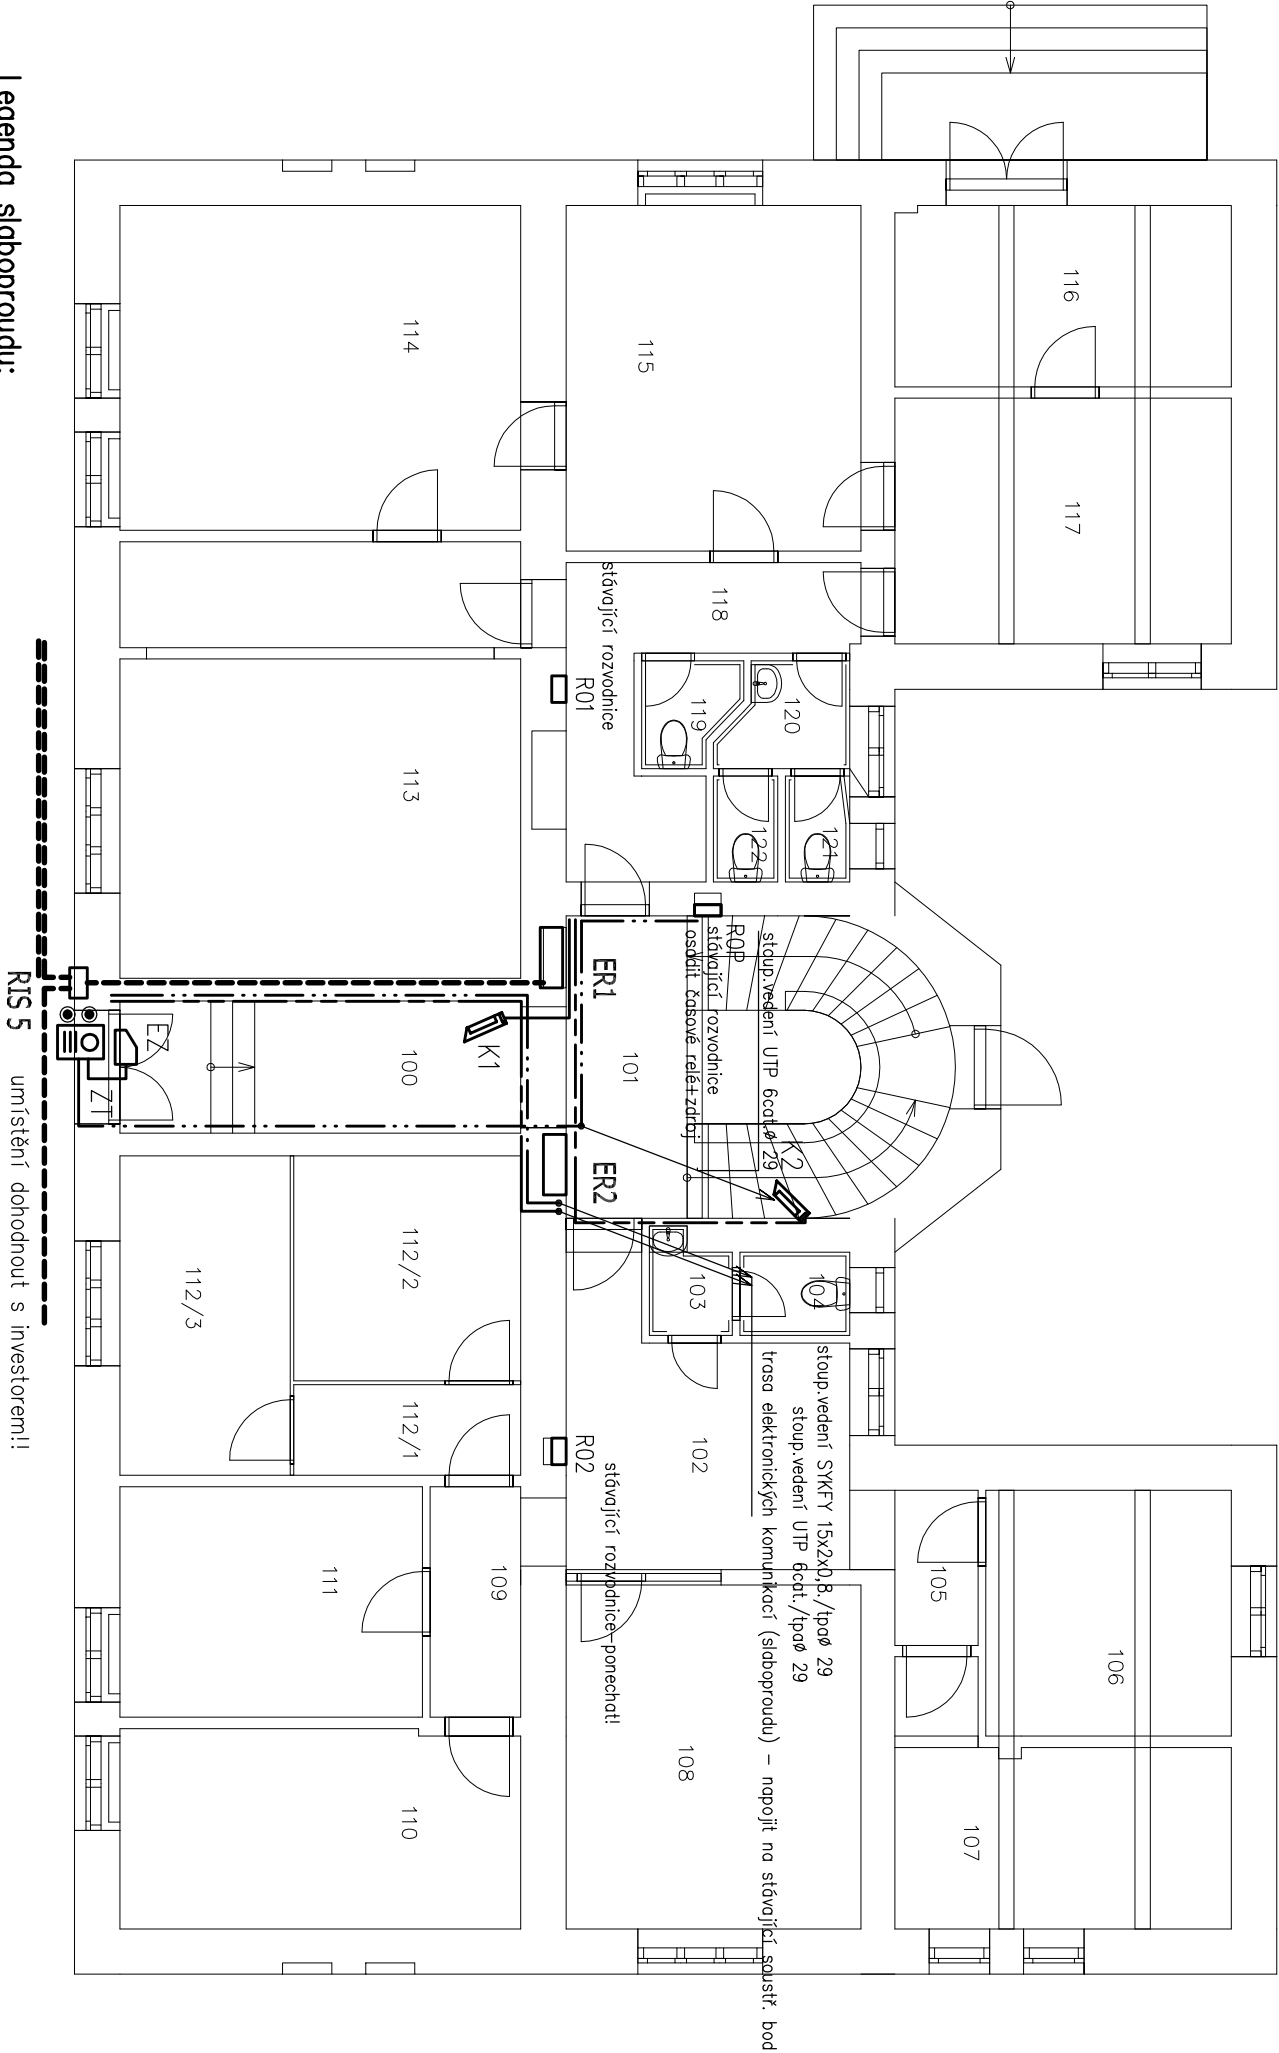 116
117
114
115
118
stávající rozvodnice
R01
119
120
113
122
121
stoup.vedení UTP 6cat.ø 29
R0P
stávající rozvodnice
osadit časové relé+zdroj
ER1
RIS 5
umístění dohodnout s investorem!!
EZ
ZT
100
K1
101
K2
ER2
112/2
112/3
112/1
103
104
102
stoup.vedení SYKFY 15x2x0,8./tpaø 29
stoup.vedení UTP 6cat./tpaø 29
trasa elektronických komunikací (slaboproudu) – napojit na stávající soustř. bod
R02
stávající rozvodnice-ponechat!
111
109
105
106
108
110
107
Legenda slaboproudu: